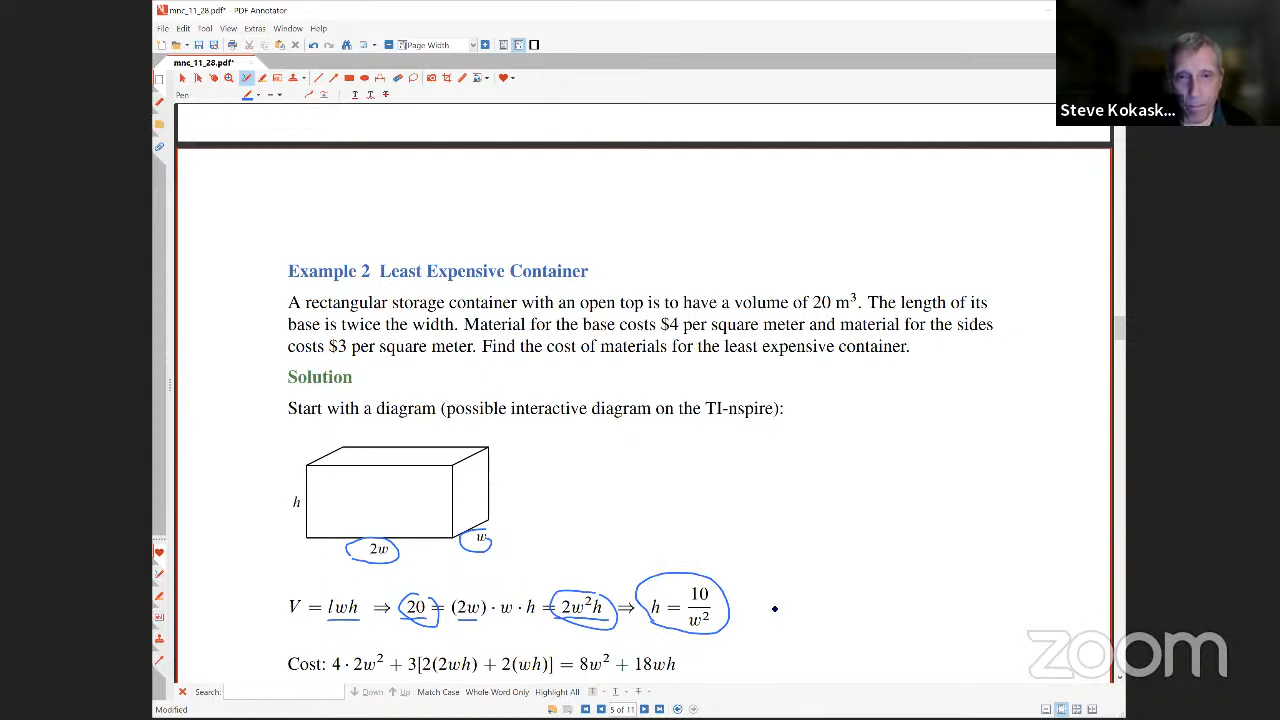 mnc_11_28.pdf* - PDF Annotator
File Edit Tool View Extras Window Help
Page Width
mnc_11_28.pdf*
Pen
Steve Kokask...
Example 2 Least Expensive Container
A rectangular storage container with an open top is to have a volume of 20 m³. The length of its
base is twice the width. Material for the base costs $4 per square meter and material for the sides
costs $3 per square meter. Find the cost of materials for the least expensive container.
Solution
Start with a diagram (possible interactive diagram on the TI-nspire):
h
2w
w
V = lwh ⇒ 20 = (2w) · w · h = 2w²h ⇒ h = 10/w²
Cost: 4 · 2w² + 3[2(2wh) + 2(wh)] = 8w² + 18wh
zoom
Search: Down Up Match Case Whole Word Only Highlight All
Modified 5 of 11